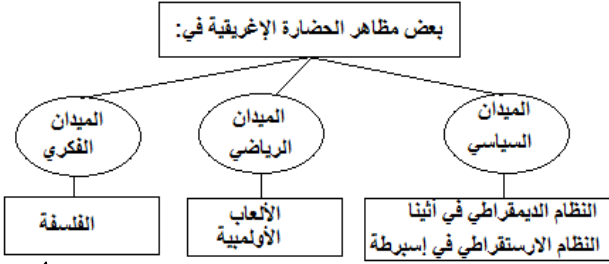 بعض مظاهر الحضارة الإغريقية في:
الميدان
السياسي
الميدان
الرياضي
الميدان
الفكري
النظام الديمقراطي في أثينا
النظام الارستقراطي في إسبرطة
الألعاب
الأولمبية
الفلسفة